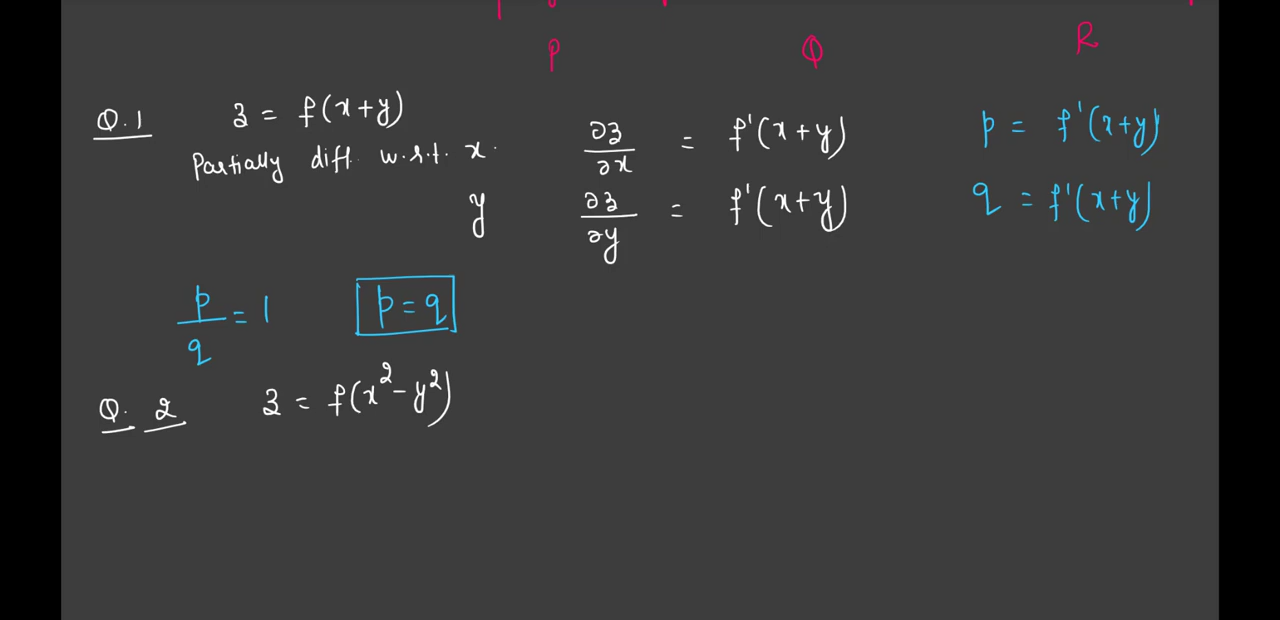 P Q R
Q.1 z = f(x+y)
Partially diff. w.r.t. x. ∂z/∂x = f'(x+y) p = f'(x+y)
y ∂z/∂y = f'(x+y) q = f'(x+y)
p/q = 1 p = q
Q. 2 z = f(x² - y²)